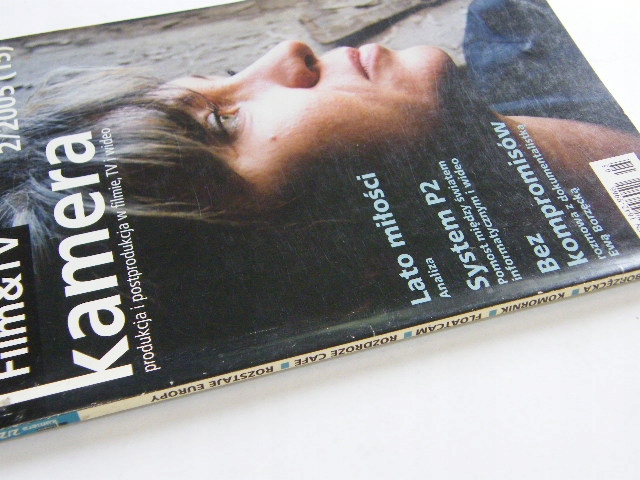 Film&TV
kamera
2/2005 (15)
produkcja i postprodukcja w filmie, TV i wideo
Lato miłości
Analiza
System P2
Pomost między światem
informatycznym i wideo
Bez
kompromisów
rozmowa z dokumentalistką
Ewą Borzęcką
BORZĘCKA ■ KOMORNIK ■ FLOATCAM ■ ROZDROŻE CAFE ■ ROZSTAJE EUROPY